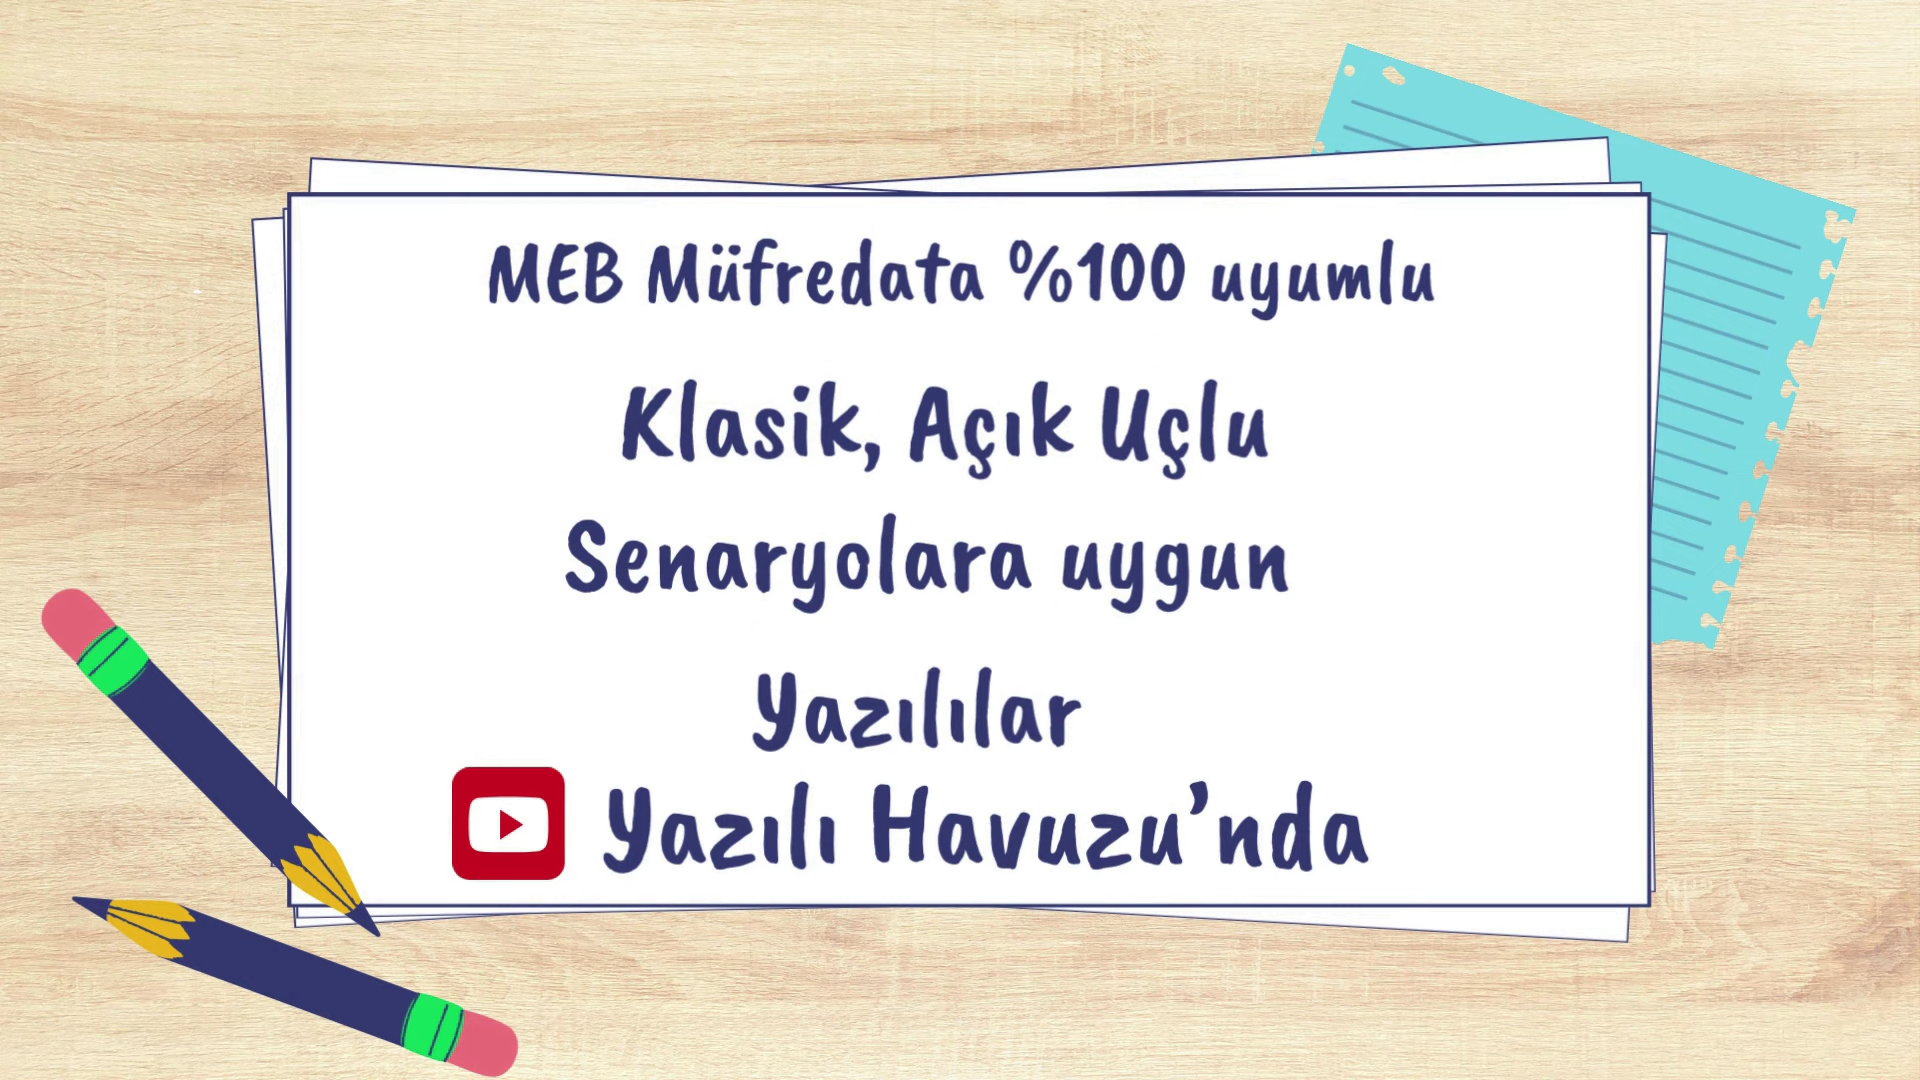 MEB Müfredata %100 uyumlu
Klasik, Açık Uçlu
Senaryolara uygun
Yazılılar
Yazılı Havuzu'nda